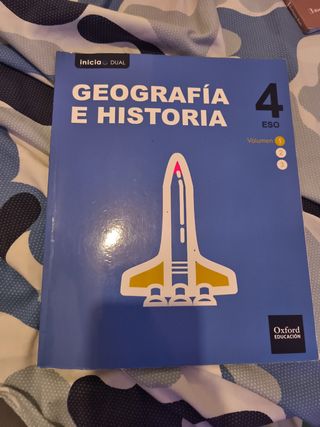 inicia DUAL
GEOGRAFÍA
E HISTORIA
4
ESO
Volumen 1
2
3
Oxford
EDUCACIÓN